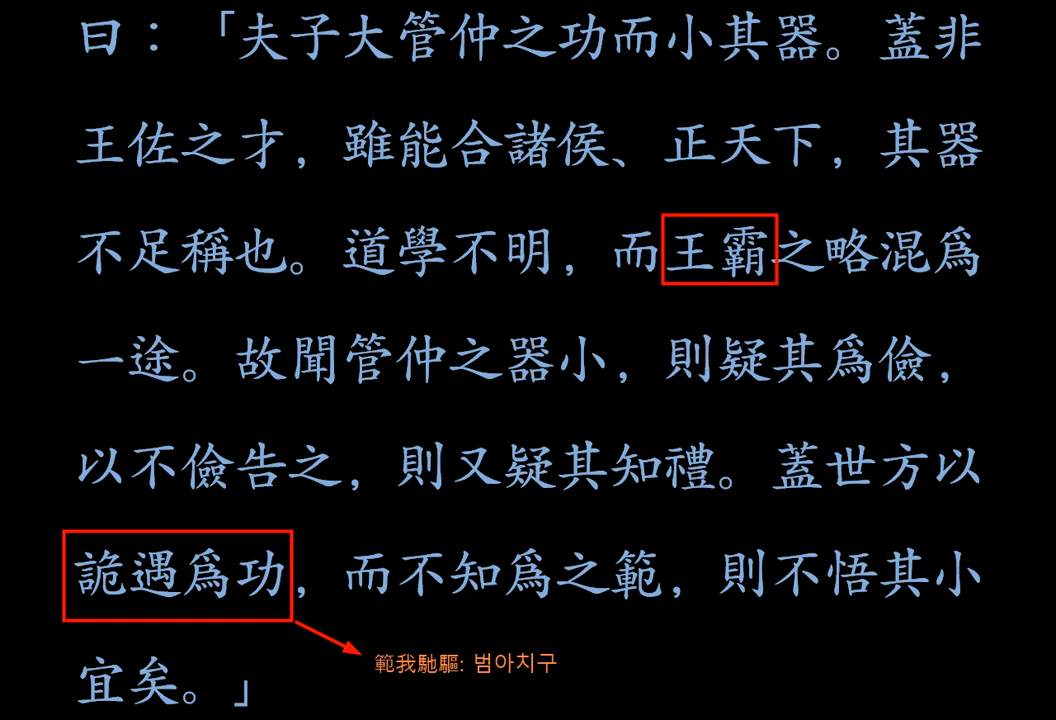 曰：「夫子大管仲之功而小其器。蓋非
王佐之才，雖能合諸侯、正天下，其器
不足稱也。道學不明，而王霸之略混爲
一途。故聞管仲之器小，則疑其爲儉，
以不儉告之，則又疑其知禮。蓋世方以
詭遇爲功，而不知爲之範，則不悟其小
宜矣。」
範我馳驅: 범아치구